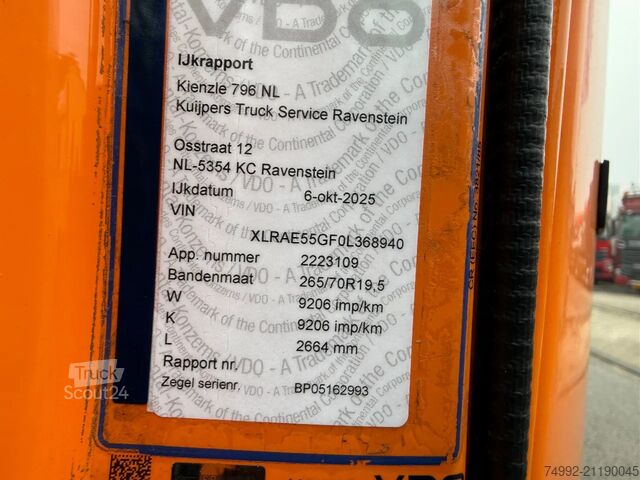 VDO
IJkrapport
Kienzle 796 NL
Kuijpers Truck Service Ravenstein
Osstraat 12
NL-5354 KC Ravenstein
IJkdatum 6-okt-2025
VIN
XLRAE55GF0L368940
App. nummer 2223109
Bandenmaat 265/70R19,5
W 9206 imp/km
K 9206 imp/km
L 2664 mm
Rapport nr.
Zegel serienr. BP05162993
Truck
Scout24
74992-21190045